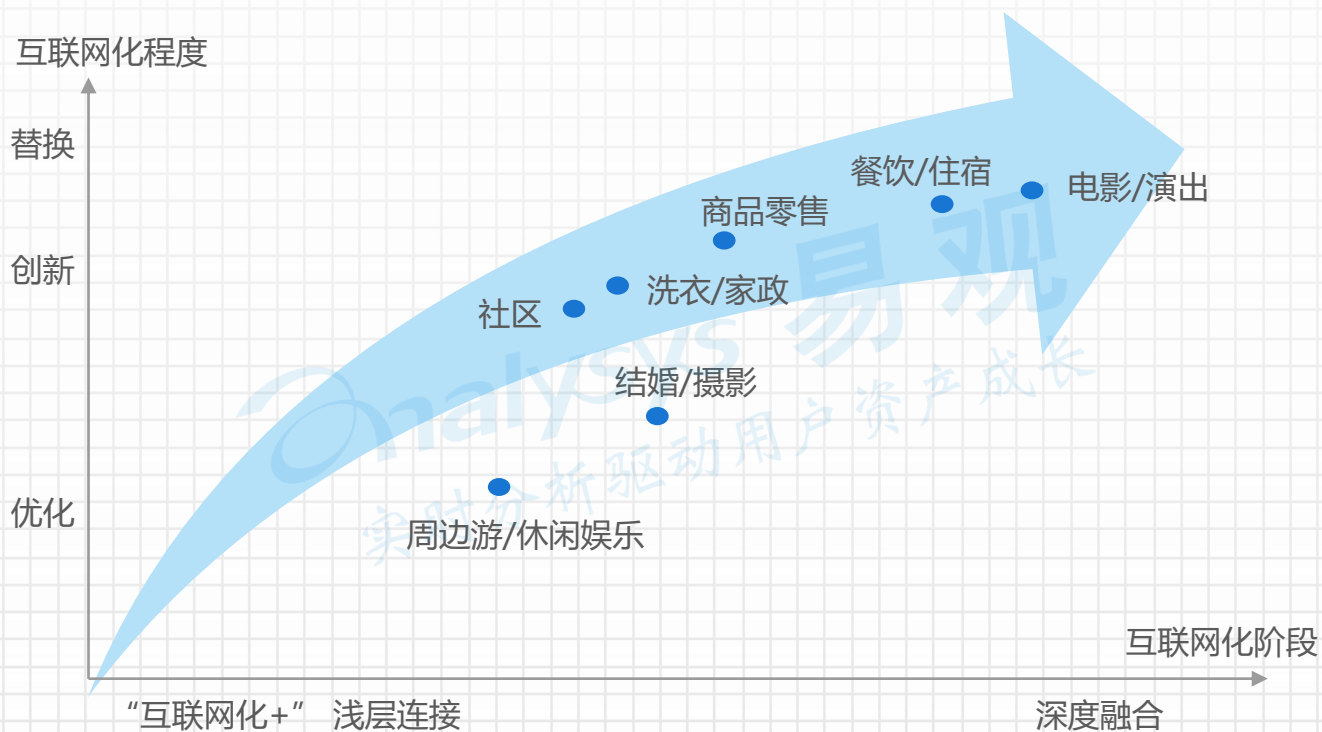 互联网化程度
替换
餐饮/住宿
电影/演出
商品零售
创新
洗衣/家政
社区
易观
nalysys
结婚/摄影
实时分析驱动用户资产成长
优化
周边游/休闲娱乐
互联网化阶段
“互联网化+” 浅层连接
深度融合